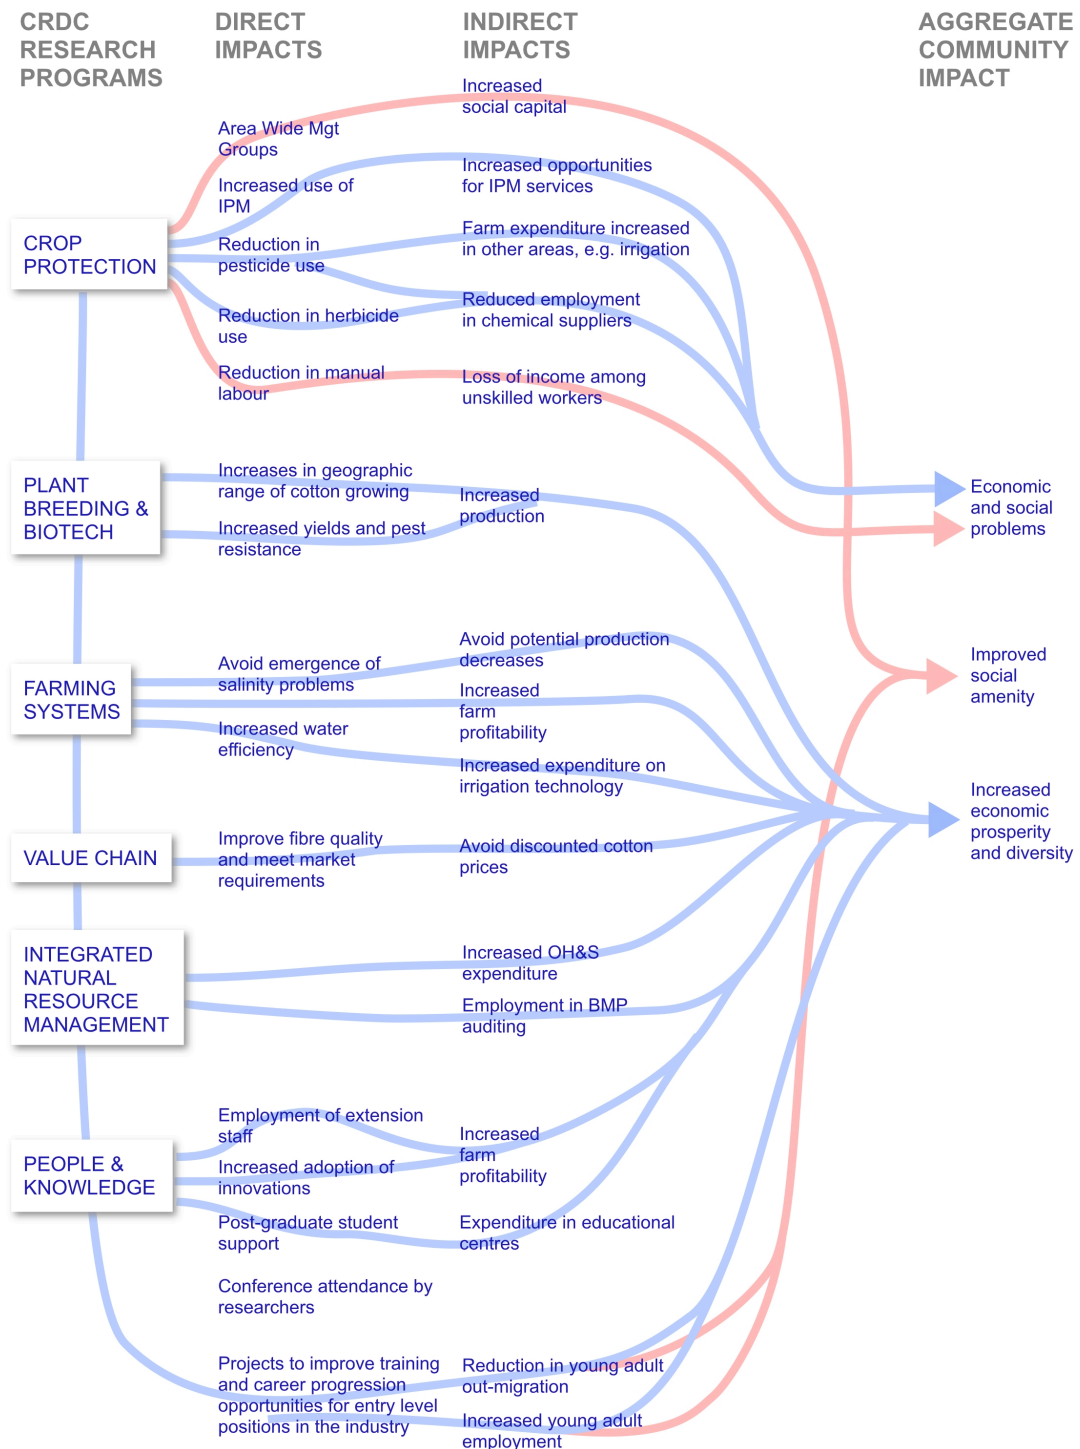 CRDC
RESEARCH
PROGRAMS
DIRECT
IMPACTS
INDIRECT
IMPACTS
AGGREGATE
COMMUNITY
IMPACT
CROP
PROTECTION
Area Wide Mgt
Groups
Increased
social capital
Increased use of
IPM
Increased opportunities
for IPM services
Reduction in
pesticide use
Farm expenditure increased
in other areas, e.g. irrigation
Reduction in herbicide
use
Reduced employment
in chemical suppliers
Reduction in manual
labour
Loss of income among
unskilled workers
PLANT
BREEDING &
BIOTECH
Increases in geographic
range of cotton growing
Increased yields and pest
resistance
Increased
production
Economic
and social
problems
FARMING
SYSTEMS
Avoid emergence of
salinity problems
Increased water
efficiency
Avoid potential production
decreases
Increased
farm
profitability
Increased expenditure on
irrigation technology
Improved
social
amenity
VALUE CHAIN
Improve fibre quality
and meet market
requirements
Avoid discounted cotton
prices
Increased
economic
prosperity
and diversity
INTEGRATED
NATURAL
RESOURCE
MANAGEMENT
Increased OH&S
expenditure
Employment in BMP
auditing
PEOPLE &
KNOWLEDGE
Employment of extension
staff
Increased adoption of
innovations
Increased
farm
profitability
Post-graduate student
support
Expenditure in educational
centres
Conference attendance by
researchers
Projects to improve training
and career progression
opportunities for entry level
positions in the industry
Reduction in young adult
out-migration
Increased young adult
employment